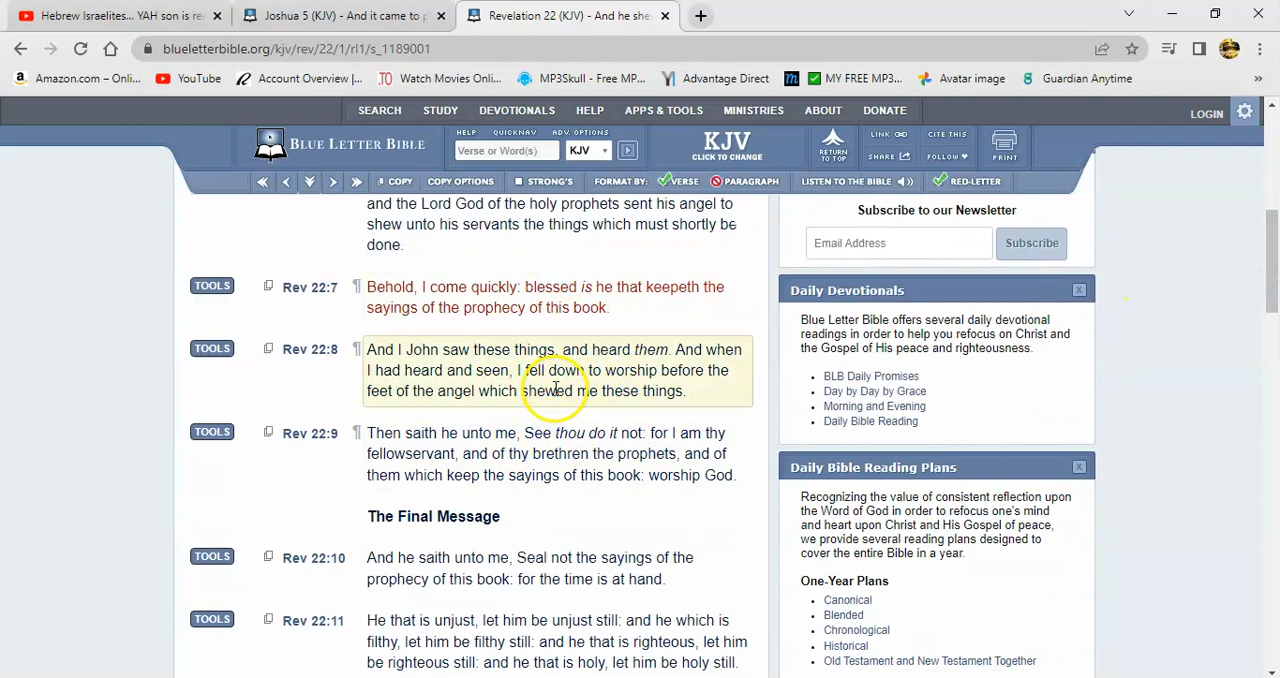 Hebrew Israelites... YAH son is re
Joshua 5 (KJV) - And it came to p
Revelation 22 (KJV) - And he she
blueletterbible.org/kjv/rev/22/1/rl1/s_1189001
Amazon.com – Onli...
YouTube
Account Overview |...
Watch Movies Onlin...
MP3Skull - Free MP...
Advantage Direct
MY FREE MP3...
Avatar image
Guardian Anytime
»
SEARCH STUDY DEVOTIONALS HELP APPS & TOOLS MINISTRIES ABOUT DONATE
LOGIN
BLUE LETTER BIBLE
HELP QUICKNAV ADV. OPTIONS
Verse or Word(s)
KJV
KJV
CLICK TO CHANGE
RETURN
TO TOP
LINK
SHARE
CITE THIS
FOLLOW
PRINT
COPY COPY OPTIONS STRONG'S FORMAT BY: VERSE PARAGRAPH LISTEN TO THE BIBLE RED-LETTER
and the Lord God of the holy prophets sent his angel to
shew unto his servants the things which must shortly be
done.
TOOLS Rev 22:7 ¶ Behold, I come quickly: blessed is he that keepeth the
sayings of the prophecy of this book.
TOOLS Rev 22:8 ¶ And I John saw these things, and heard them. And when
I had heard and seen, I fell down to worship before the
feet of the angel which shewed me these things.
TOOLS Rev 22:9 ¶ Then saith he unto me, See thou do it not: for I am thy
fellowservant, and of thy brethren the prophets, and of
them which keep the sayings of this book: worship God.
The Final Message
TOOLS Rev 22:10 And he saith unto me, Seal not the sayings of the
prophecy of this book: for the time is at hand.
TOOLS Rev 22:11 He that is unjust, let him be unjust still: and he which is
filthy, let him be filthy still: and he that is righteous, let him
be righteous still: and he that is holy, let him be holy still.
Subscribe to our Newsletter
Email Address
Subscribe
Daily Devotionals
Blue Letter Bible offers several daily devotional
readings in order to help you refocus on Christ and
the Gospel of His peace and righteousness.
BLB Daily Promises
Day by Day by Grace
Morning and Evening
Daily Bible Reading
Daily Bible Reading Plans
Recognizing the value of consistent reflection upon
the Word of God in order to refocus one's mind
and heart upon Christ and His Gospel of peace,
we provide several reading plans designed to
cover the entire Bible in a year.
One-Year Plans
Canonical
Blended
Chronological
Historical
Old Testament and New Testament Together